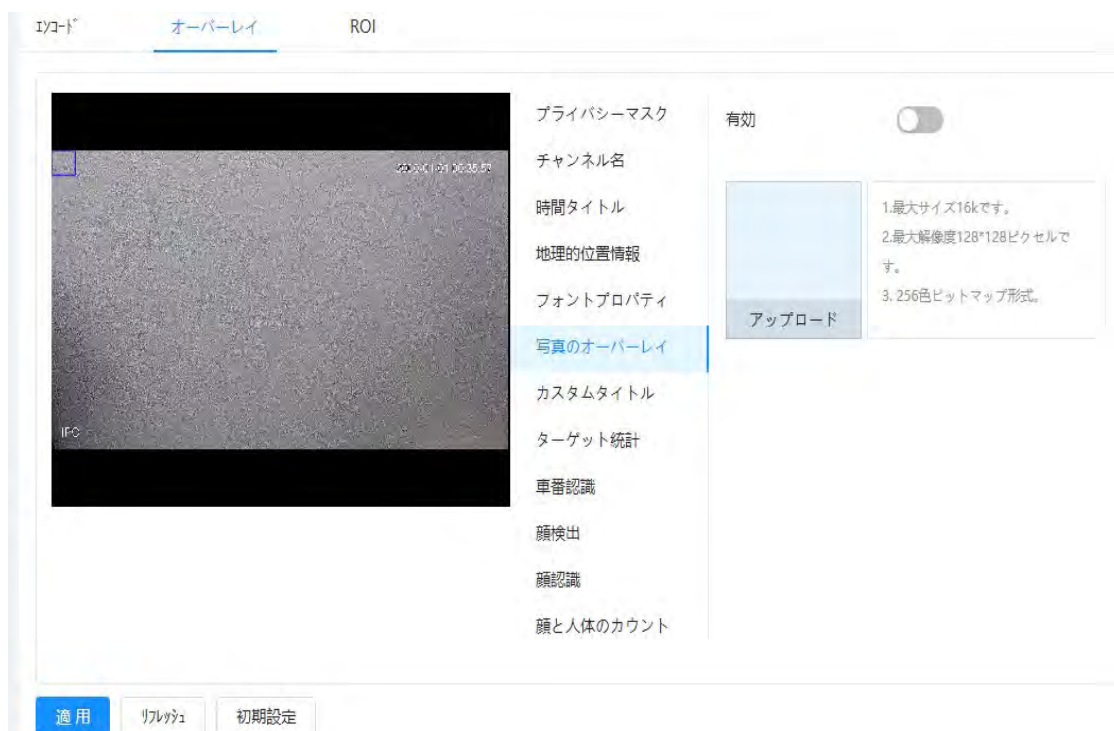 ｴﾝｺｰﾄﾞ オーバーレイ ROI
プライバシーマスク
チャンネル名
時間タイトル
地理的位置情報
フォントプロパティ
写真のオーバーレイ
カスタムタイトル
ターゲット統計
車番認識
顔検出
顔認識
顔と人体のカウント
有効
アップロード
1.最大サイズ16kです。
2.最大解像度128*128ピクセルで
す。
3. 256色ビットマップ形式。
IPC
適用 ﾘﾌﾚｯｼｭ 初期設定